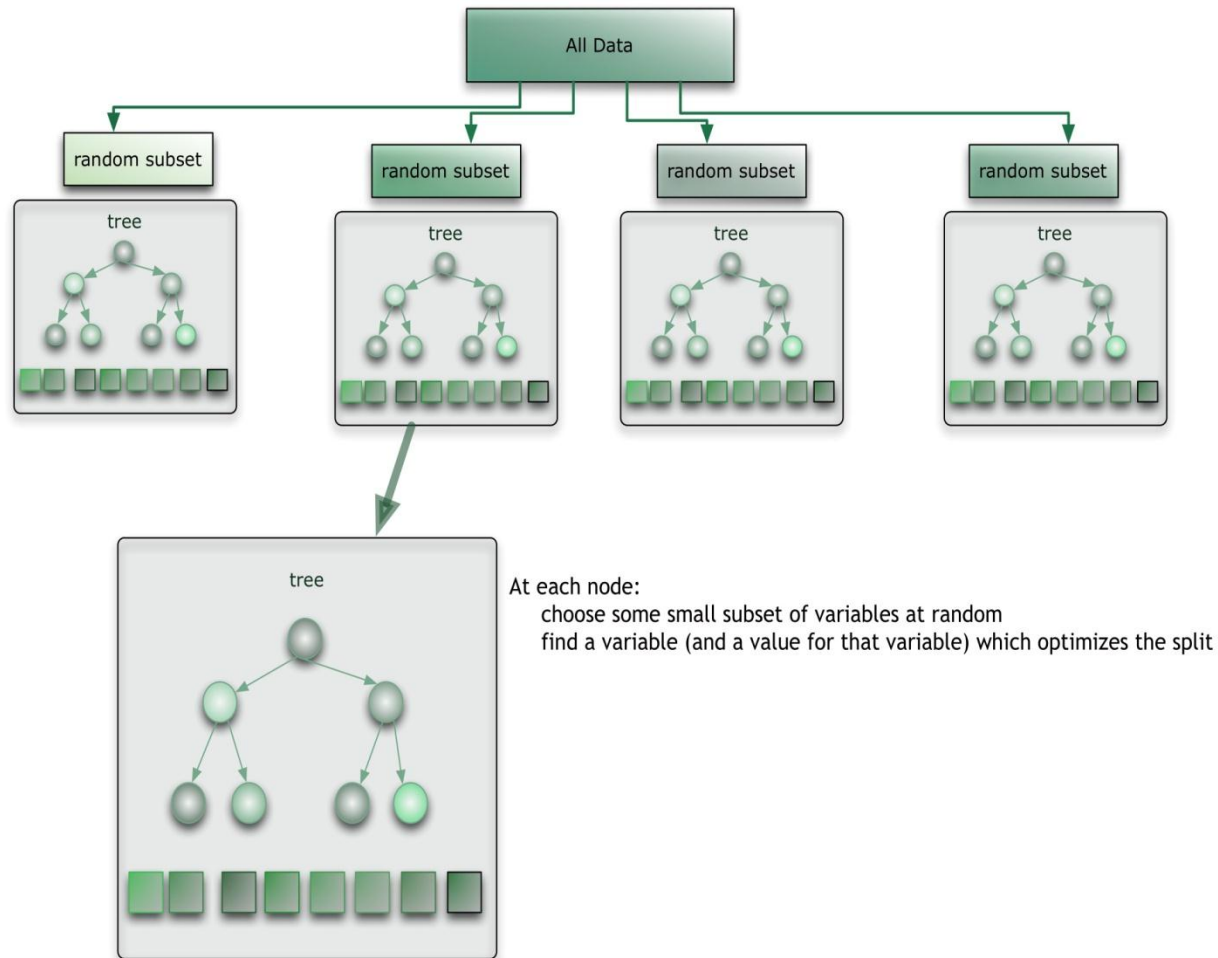 All Data
random subset
random subset
random subset
random subset
tree
tree
tree
tree
tree
At each node:
choose some small subset of variables at random
find a variable (and a value for that variable) which optimizes the split